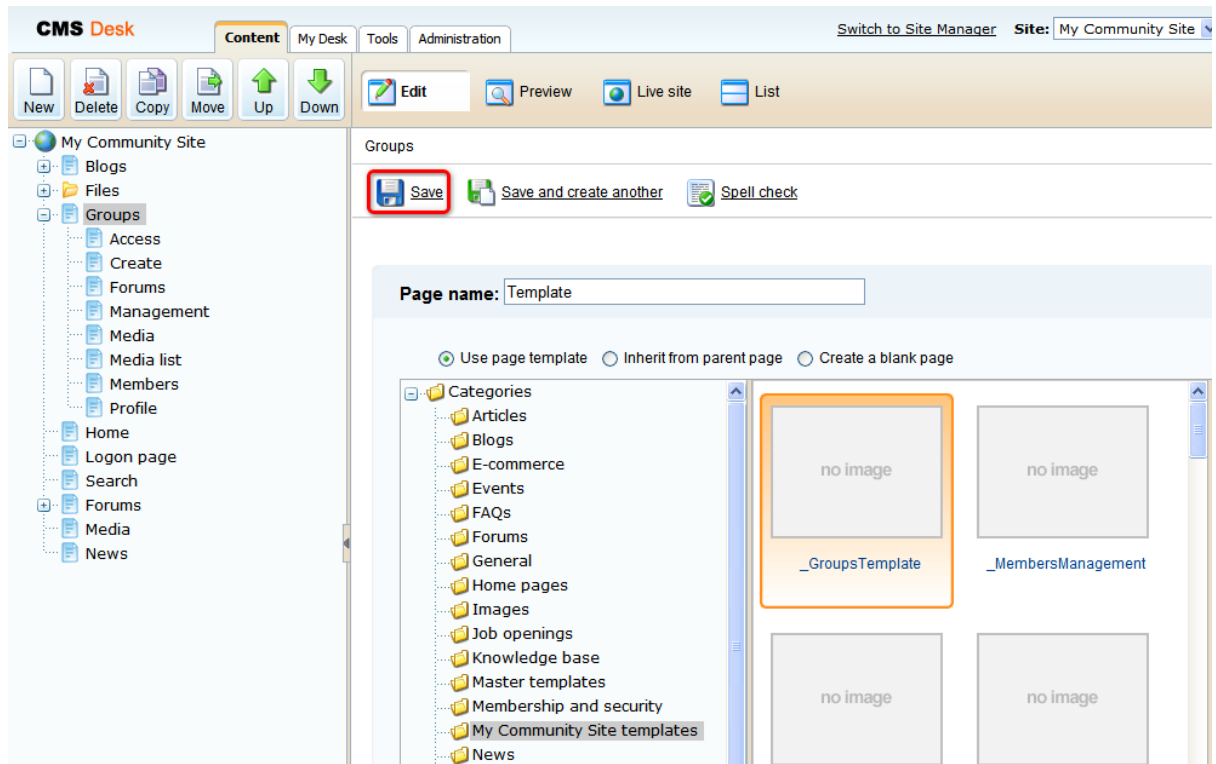 CMS Desk
Content
My Desk
Tools
Administration
Switch to Site Manager
Site: My Community Site
New
Delete
Copy
Move
Up
Down
Edit
Preview
Live site
List
My Community Site
Blogs
Files
Groups
Access
Create
Forums
Management
Media
Media list
Members
Profile
Home
Logon page
Search
Forums
Media
News
Groups
Save
Save and create another
Spell check
Page name: Template
Use page template
Inherit from parent page
Create a blank page
Categories
Articles
Blogs
E-commerce
Events
FAQs
Forums
General
Home pages
Images
Job openings
Knowledge base
Master templates
Membership and security
My Community Site templates
News
no image
_GroupsTemplate
no image
_MembersManagement
no image
no image